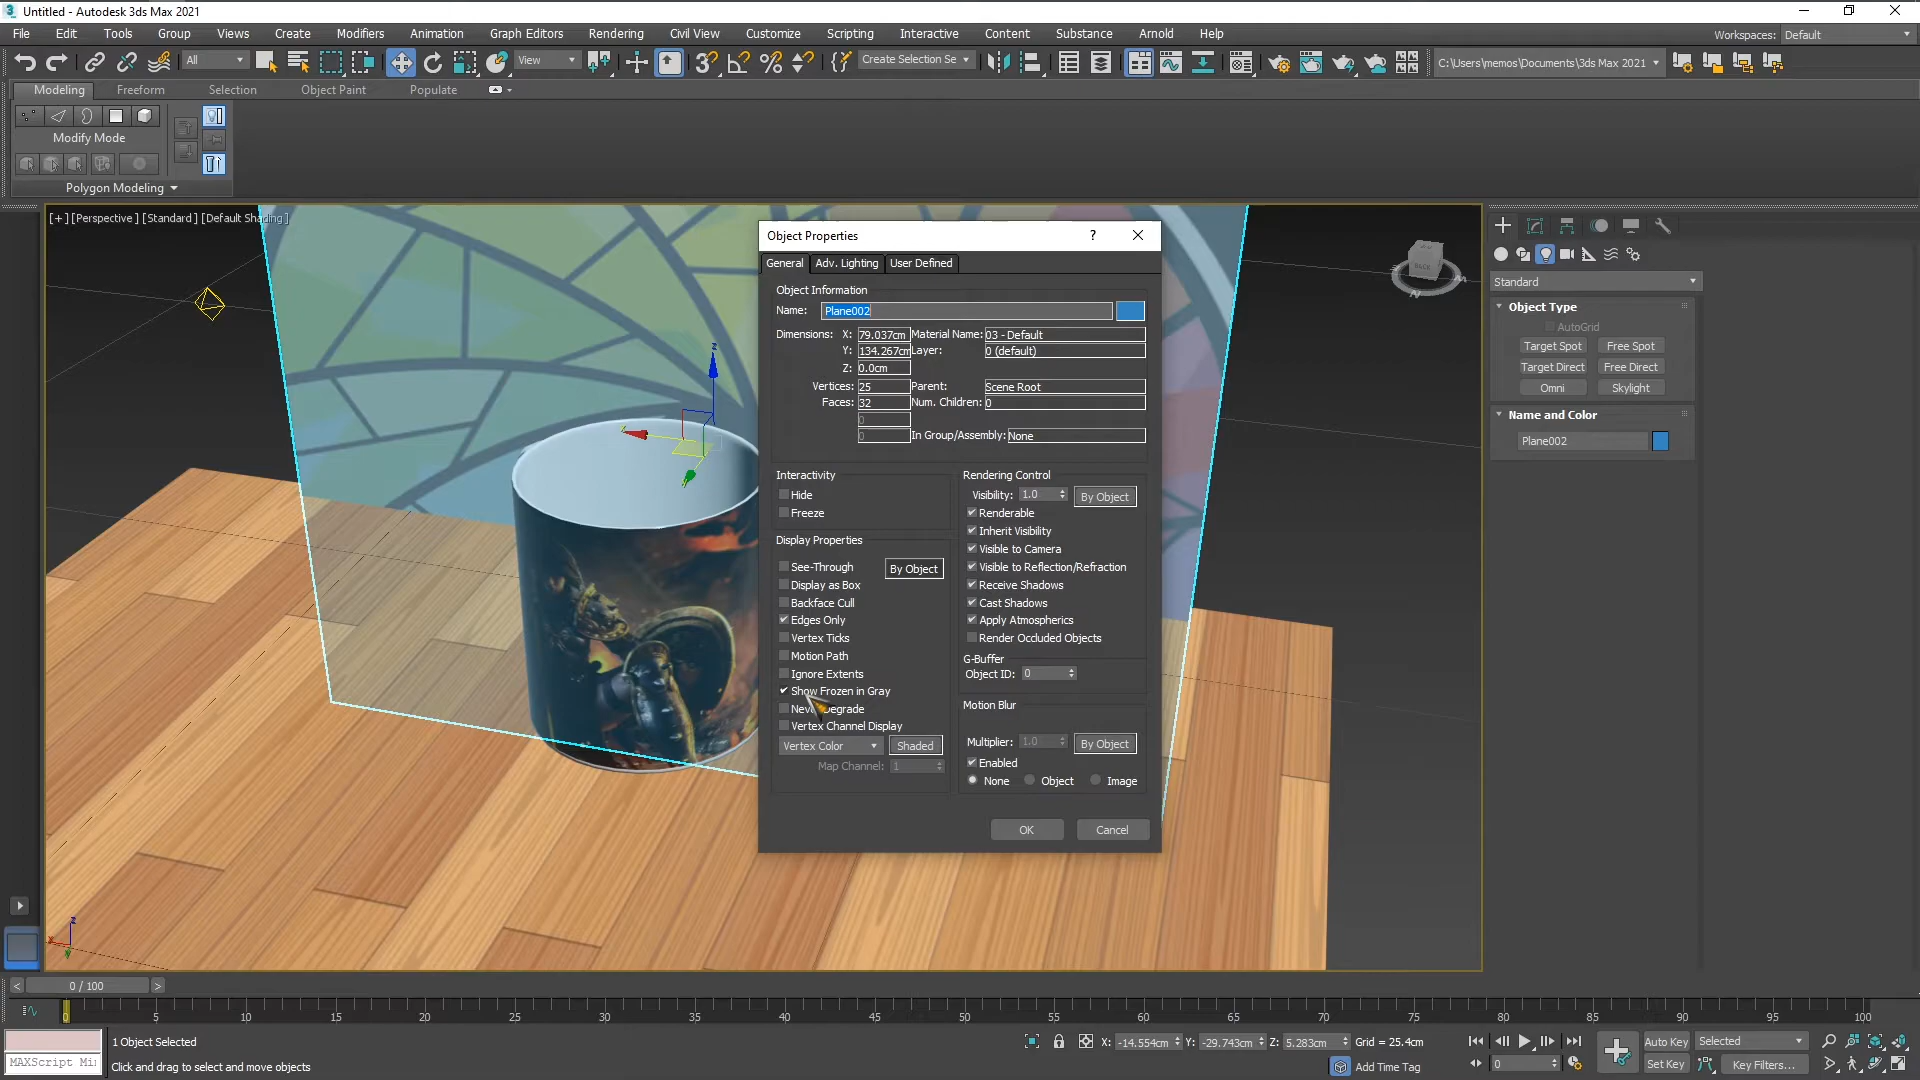 Untitled - Autodesk 3ds Max 2021
File Edit Tools Group Views Create Modifiers Animation Graph Editors Rendering Civil View Customize Scripting Interactive Content Substance Arnold Help
Workspaces: Default
All View Create Selection Se C:\Users\memos\Documents\3ds Max 2021
Modeling Freeform Selection Object Paint Populate
Modify Mode
Polygon Modeling
[+] [Perspective] [Standard] [Default Shading]
Object Properties ? 
General Adv. Lighting User Defined
Object Information
Name: Plane002
Dimensions: X: 79.037cm Material Name: 03 - Default
Y: 134.267cm Layer: 0 (default)
Z: 0.0cm
Vertices: 25 Parent: Scene Root
Faces: 32 Num. Children: 0
0
0 In Group/Assembly: None
Interactivity
Hide
Freeze
Display Properties
See-Through By Object
Display as Box
Backface Cull
Edges Only
Vertex Ticks
Motion Path
Ignore Extents
Show Frozen in Gray
Never Degrade
Vertex Channel Display
Vertex Color Shaded
Map Channel: 1
Rendering Control
Visibility: 1.0 By Object
Renderable
Inherit Visibility
Visible to Camera
Visible to Reflection/Refraction
Receive Shadows
Cast Shadows
Apply Atmospherics
Render Occluded Objects
G-Buffer
Object ID: 0
Motion Blur
Multiplier: 1.0 By Object
Enabled
None Object Image
OK Cancel
BACK
Standard
Object Type
AutoGrid
Target Spot Free Spot
Target Direct Free Direct
Omni Skylight
Name and Color
Plane002
z
x
z
x
y
< 0 / 100 >
0 5 10 15 20 25 30 35 40 45 50 55 60 65 70 75 80 85 90 95 100
1 Object Selected
MAXScript Mi
Click and drag to select and move objects
X: -14.554cm Y: -29.743cm Z: 5.283cm Grid = 25.4cm
Add Time Tag
0
Auto Key Selected
Set Key Key Filters...